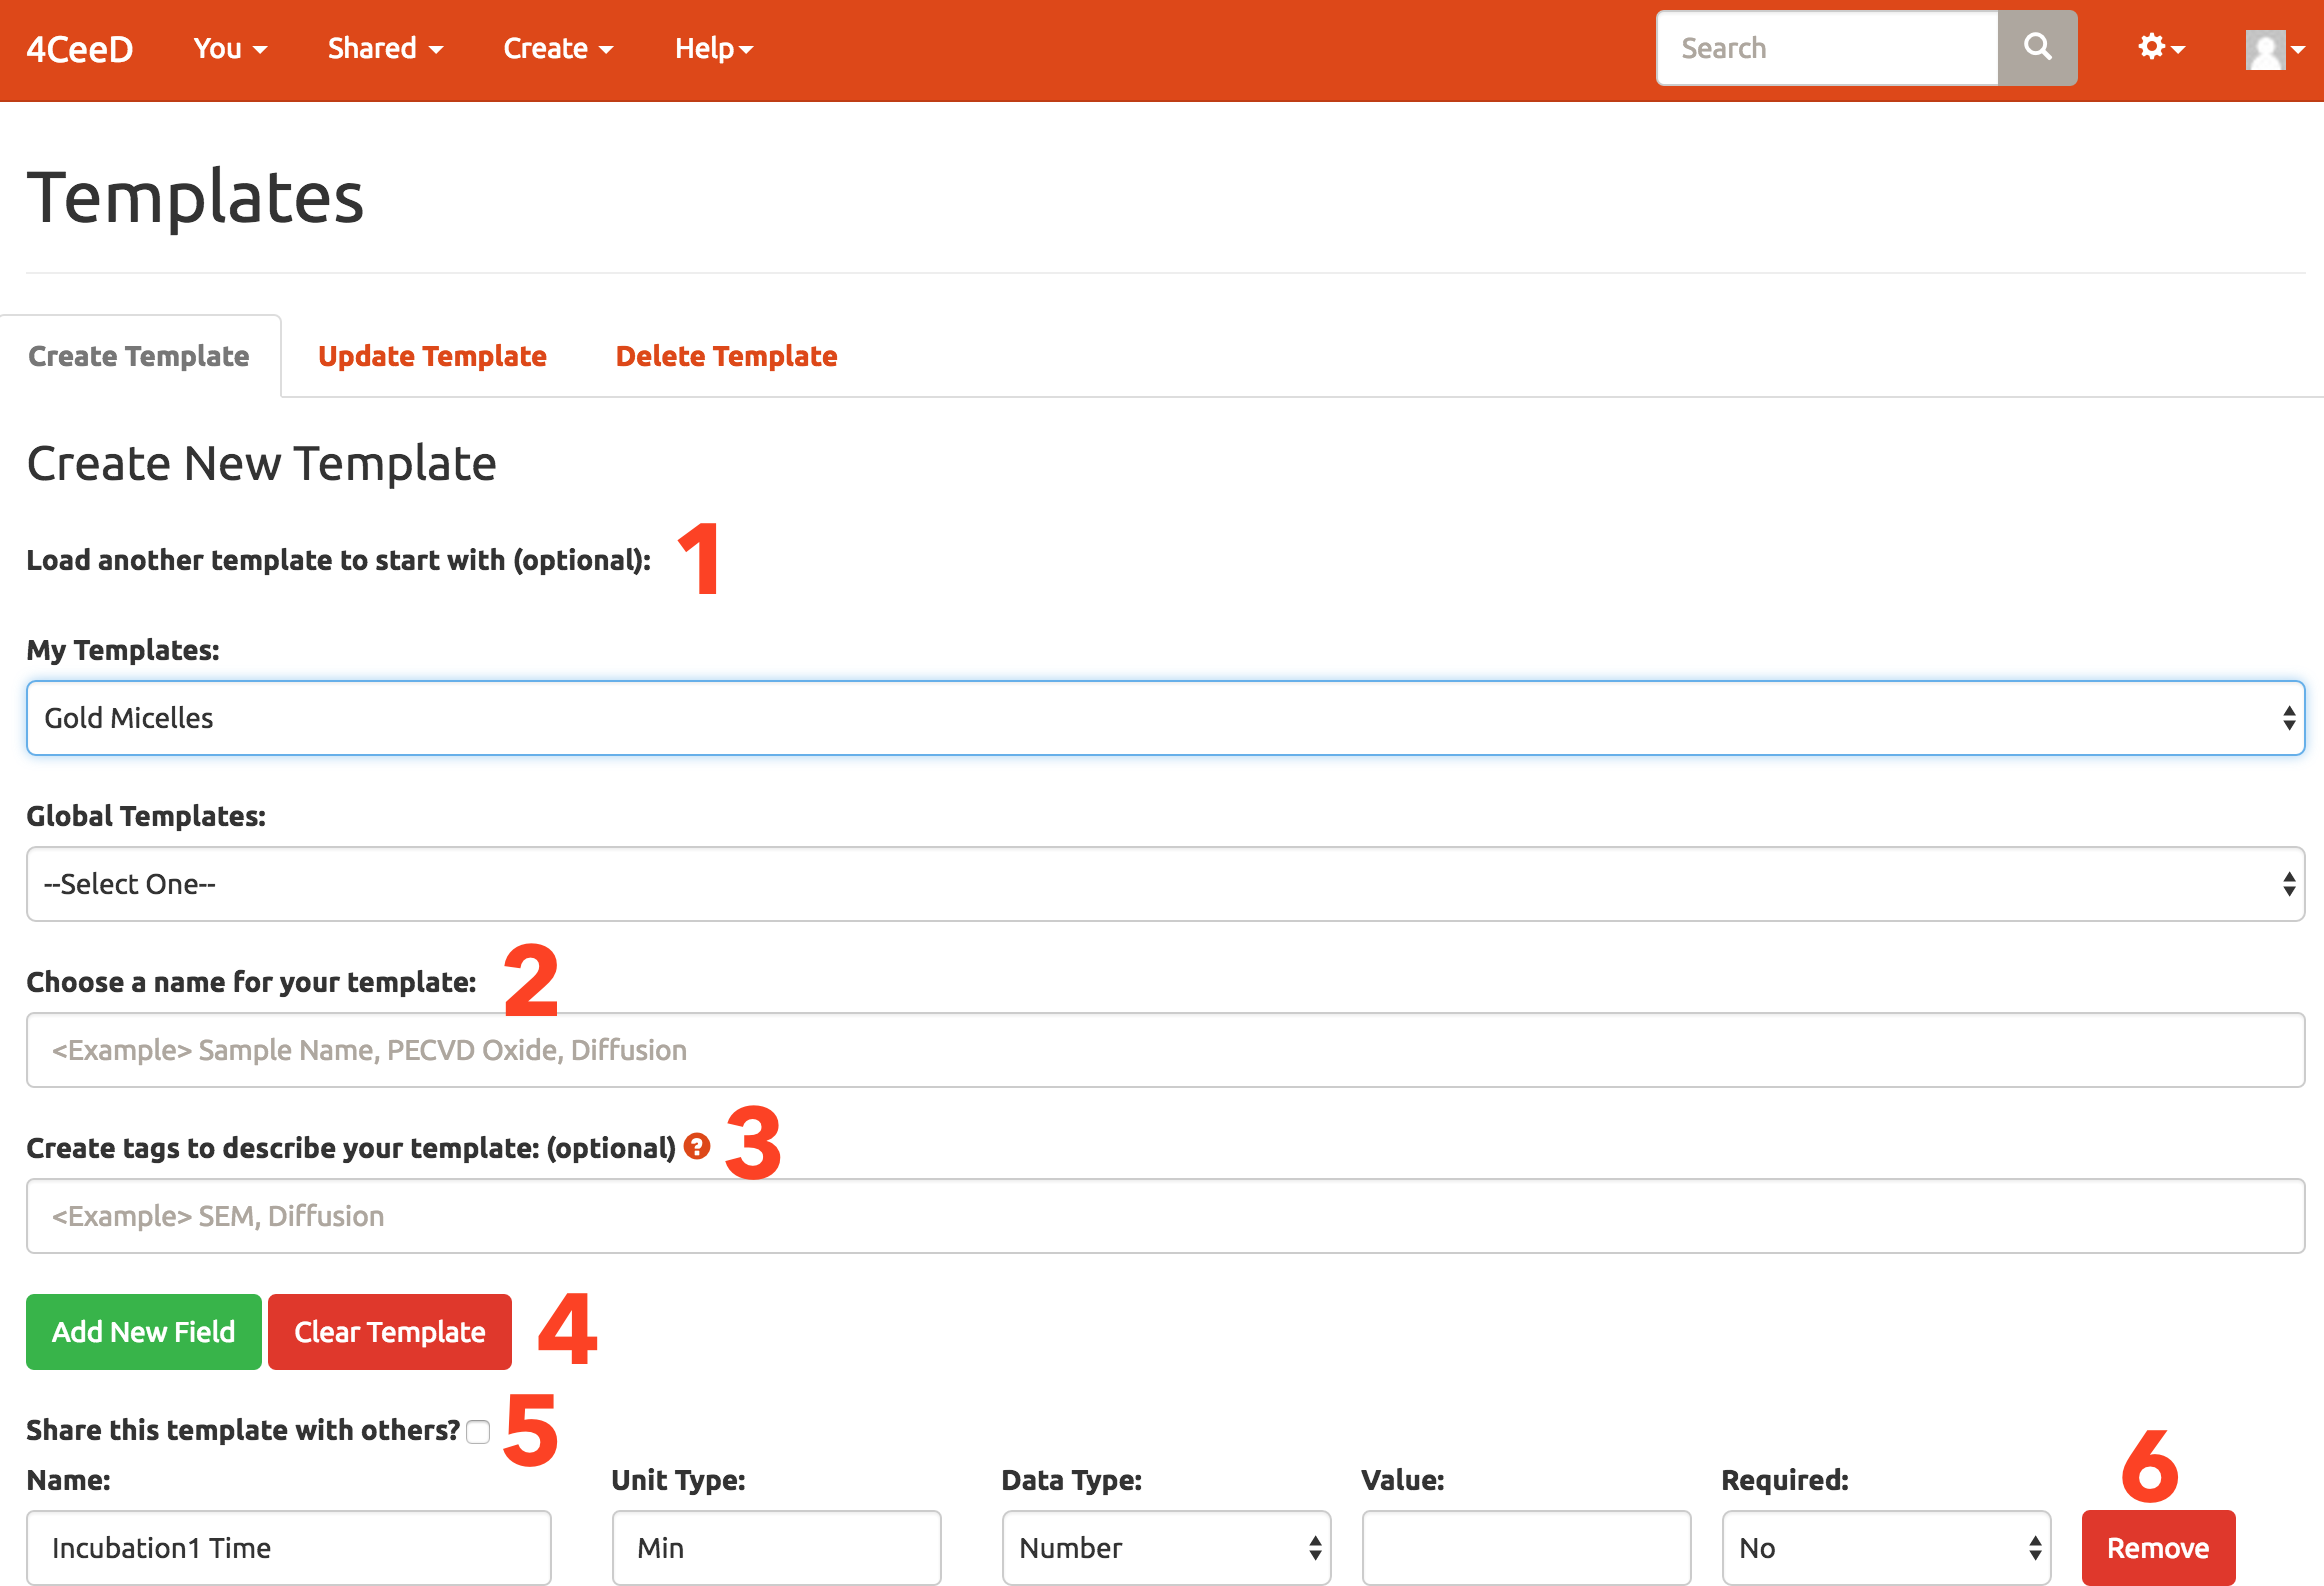 4CeeD You Shared Create Help Search
Templates
Create Template Update Template Delete Template
Create New Template
Load another template to start with (optional): 1
My Templates:
Gold Micelles
Global Templates:
--Select One--
Choose a name for your template: 2
<Example> Sample Name, PECVD Oxide, Diffusion
Create tags to describe your template: (optional) ? 3
<Example> SEM, Diffusion
Add New Field Clear Template 4
Share this template with others? 5
Name: Unit Type: Data Type: Value: Required: 6
Incubation1 Time Min Number No Remove